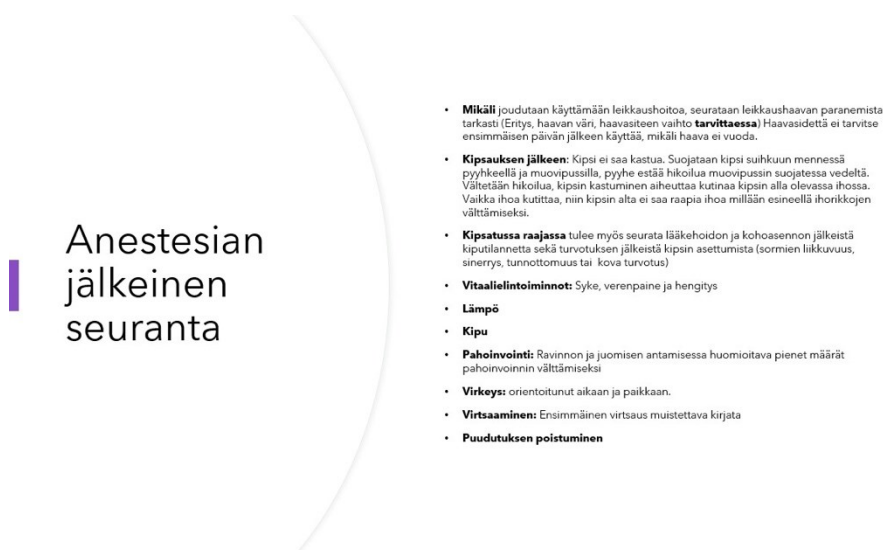 Anestesian
jälkeinen
seuranta
• Mikäli joudutaan käyttämään leikkaushoitoa, seurataan leikkaushaavan paranemista
tarkasti (Eritys, haavan väri, haavasiteen vaihto tarvittaessa) Haavasidettä ei tarvitse
ensimmäisen päivän jälkeen käyttää, mikäli haava ei vuoda.
• Kipsauksen jälkeen: Kipsi ei saa kastua. Suojataan kipsi suihkuun mennessä
pyyhkeellä ja muovipussilla, pyyhe estää hikoilua muovipussin suojatessa vedeltä.
Vältetään hikoilua, kipsin kastuminen aiheuttaa kutinaa kipsin alla olevassa ihossa.
Vaikka ihoa kutittaa, niin kipsin alta ei saa raapia ihoa millään esineellä ihorikkojen
välttämiseksi.
• Kipsatussa raajassa tulee myös seurata lääkehoidon ja kohoasennon jälkeistä
kiputilannetta sekä turvotuksen jälkeistä kipsin asettumista (sormien liikkuvuus,
sinerrys, tunnottomuus tai kova turvotus)
• Vitaalielintoiminnot: Syke, verenpaine ja hengitys
• Lämpö
• Kipu
• Pahoinvointi: Ravinnon ja juomisen antamisessa huomioitava pienet määrät
pahoinvoinnin välttämiseksi
• Virkeys: orientoitunut aikaan ja paikkaan.
• Virtsaaminen: Ensimmäinen virtsaus muistettava kirjata
• Puudutuksen poistuminen